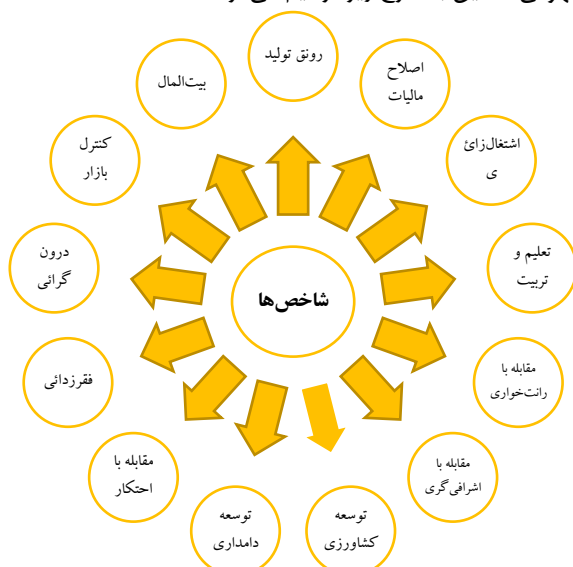 رونق تولید
اصلاح
مالیات
اشتغال‌زائ
ی
تعلیم و
تربیت
مقابله با
رانت‌خواری
مقابله با
اشرافی‌گری
توسعه
کشاورزی
توسعه
دامداری
مقابله با
احتکار
فقرزدائی
درون
گرائی
کنترل
بازار
بیت‌المال
شاخص‌ها